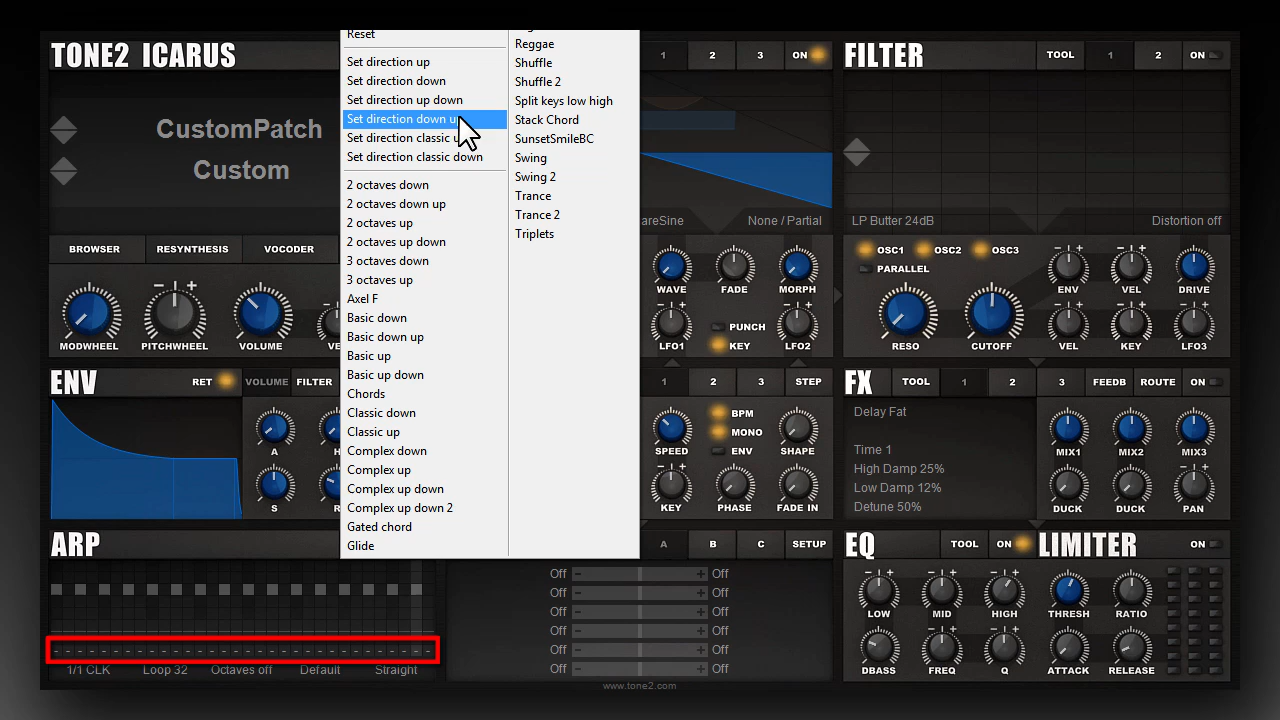 TONE2 ICARUS
CustomPatch
Custom
BROWSER
RESYNTHESIS
VOCODER
MODWHEEL
PITCHWHEEL
VOLUME
Reset
Set direction up
Set direction down
Set direction up down
Set direction down
Set direction classic
Set direction classic down
2 octaves down
2 octaves down up
2 octaves up
2 octaves up down
3 octaves down
3 octaves up
Axel F
Basic down
Basic down up
Basic up
Basic up down
Chords
Classic down
Classic up
Complex down
Complex up
Complex up down
Complex up down 2
Gated chord
Glide
Reggae
Shuffle
Shuffle 2
Split keys low high
Stack Chord
SunsetSmileBC
Swing
Swing 2
Trance
Trance 2
Triplets
1
2
3
ON
None / Partial
WAVE
FADE
MORPH
LFO1
PUNCH
KEY
LFO2
FILTER
TOOL
1
2
ON
LP Butter 24dB
Distortion off
OSC1
OSC2
OSC3
PARALLEL
ENV
VEL
DRIVE
RESO
CUTOFF
VEL
KEY
LFO3
ENV
RET
VOLUME
FILTER
A
S
1
2
3
STEP
BPM
MONO
ENV
SPEED
SHAPE
KEY
PHASE
FADE IN
FX
TOOL
1
2
3
FEEDB
ROUTE
ON
Delay Fat
Time 1
High Damp 25%
Low Damp 12%
Detune 50%
MIX1
MIX2
MIX3
DUCK
DUCK
PAN
ARP
1/1 CLK
Loop 32
Octaves off
Default
Straight
A
B
C
SETUP
Off - + Off
Off - + Off
Off - + Off
Off - + Off
Off - + Off
Off - + Off
EQ
TOOL
ON
LIMITER
ON
LOW
MID
HIGH
THRESH
RATIO
DBASS
FREQ
Q
ATTACK
RELEASE
www.tone2.com